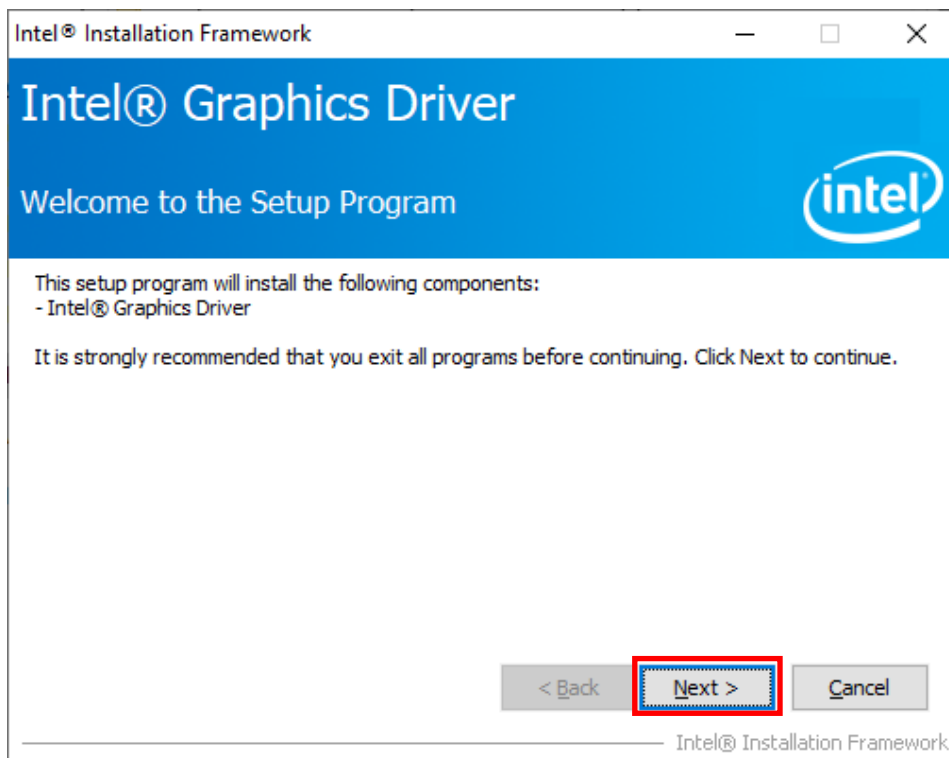 Intel® Installation Framework
Intel® Graphics Driver
Welcome to the Setup Program
(intel)
This setup program will install the following components:
- Intel® Graphics Driver
It is strongly recommended that you exit all programs before continuing. Click Next to continue.
< Back Next > Cancel
Intel® Installation Framework